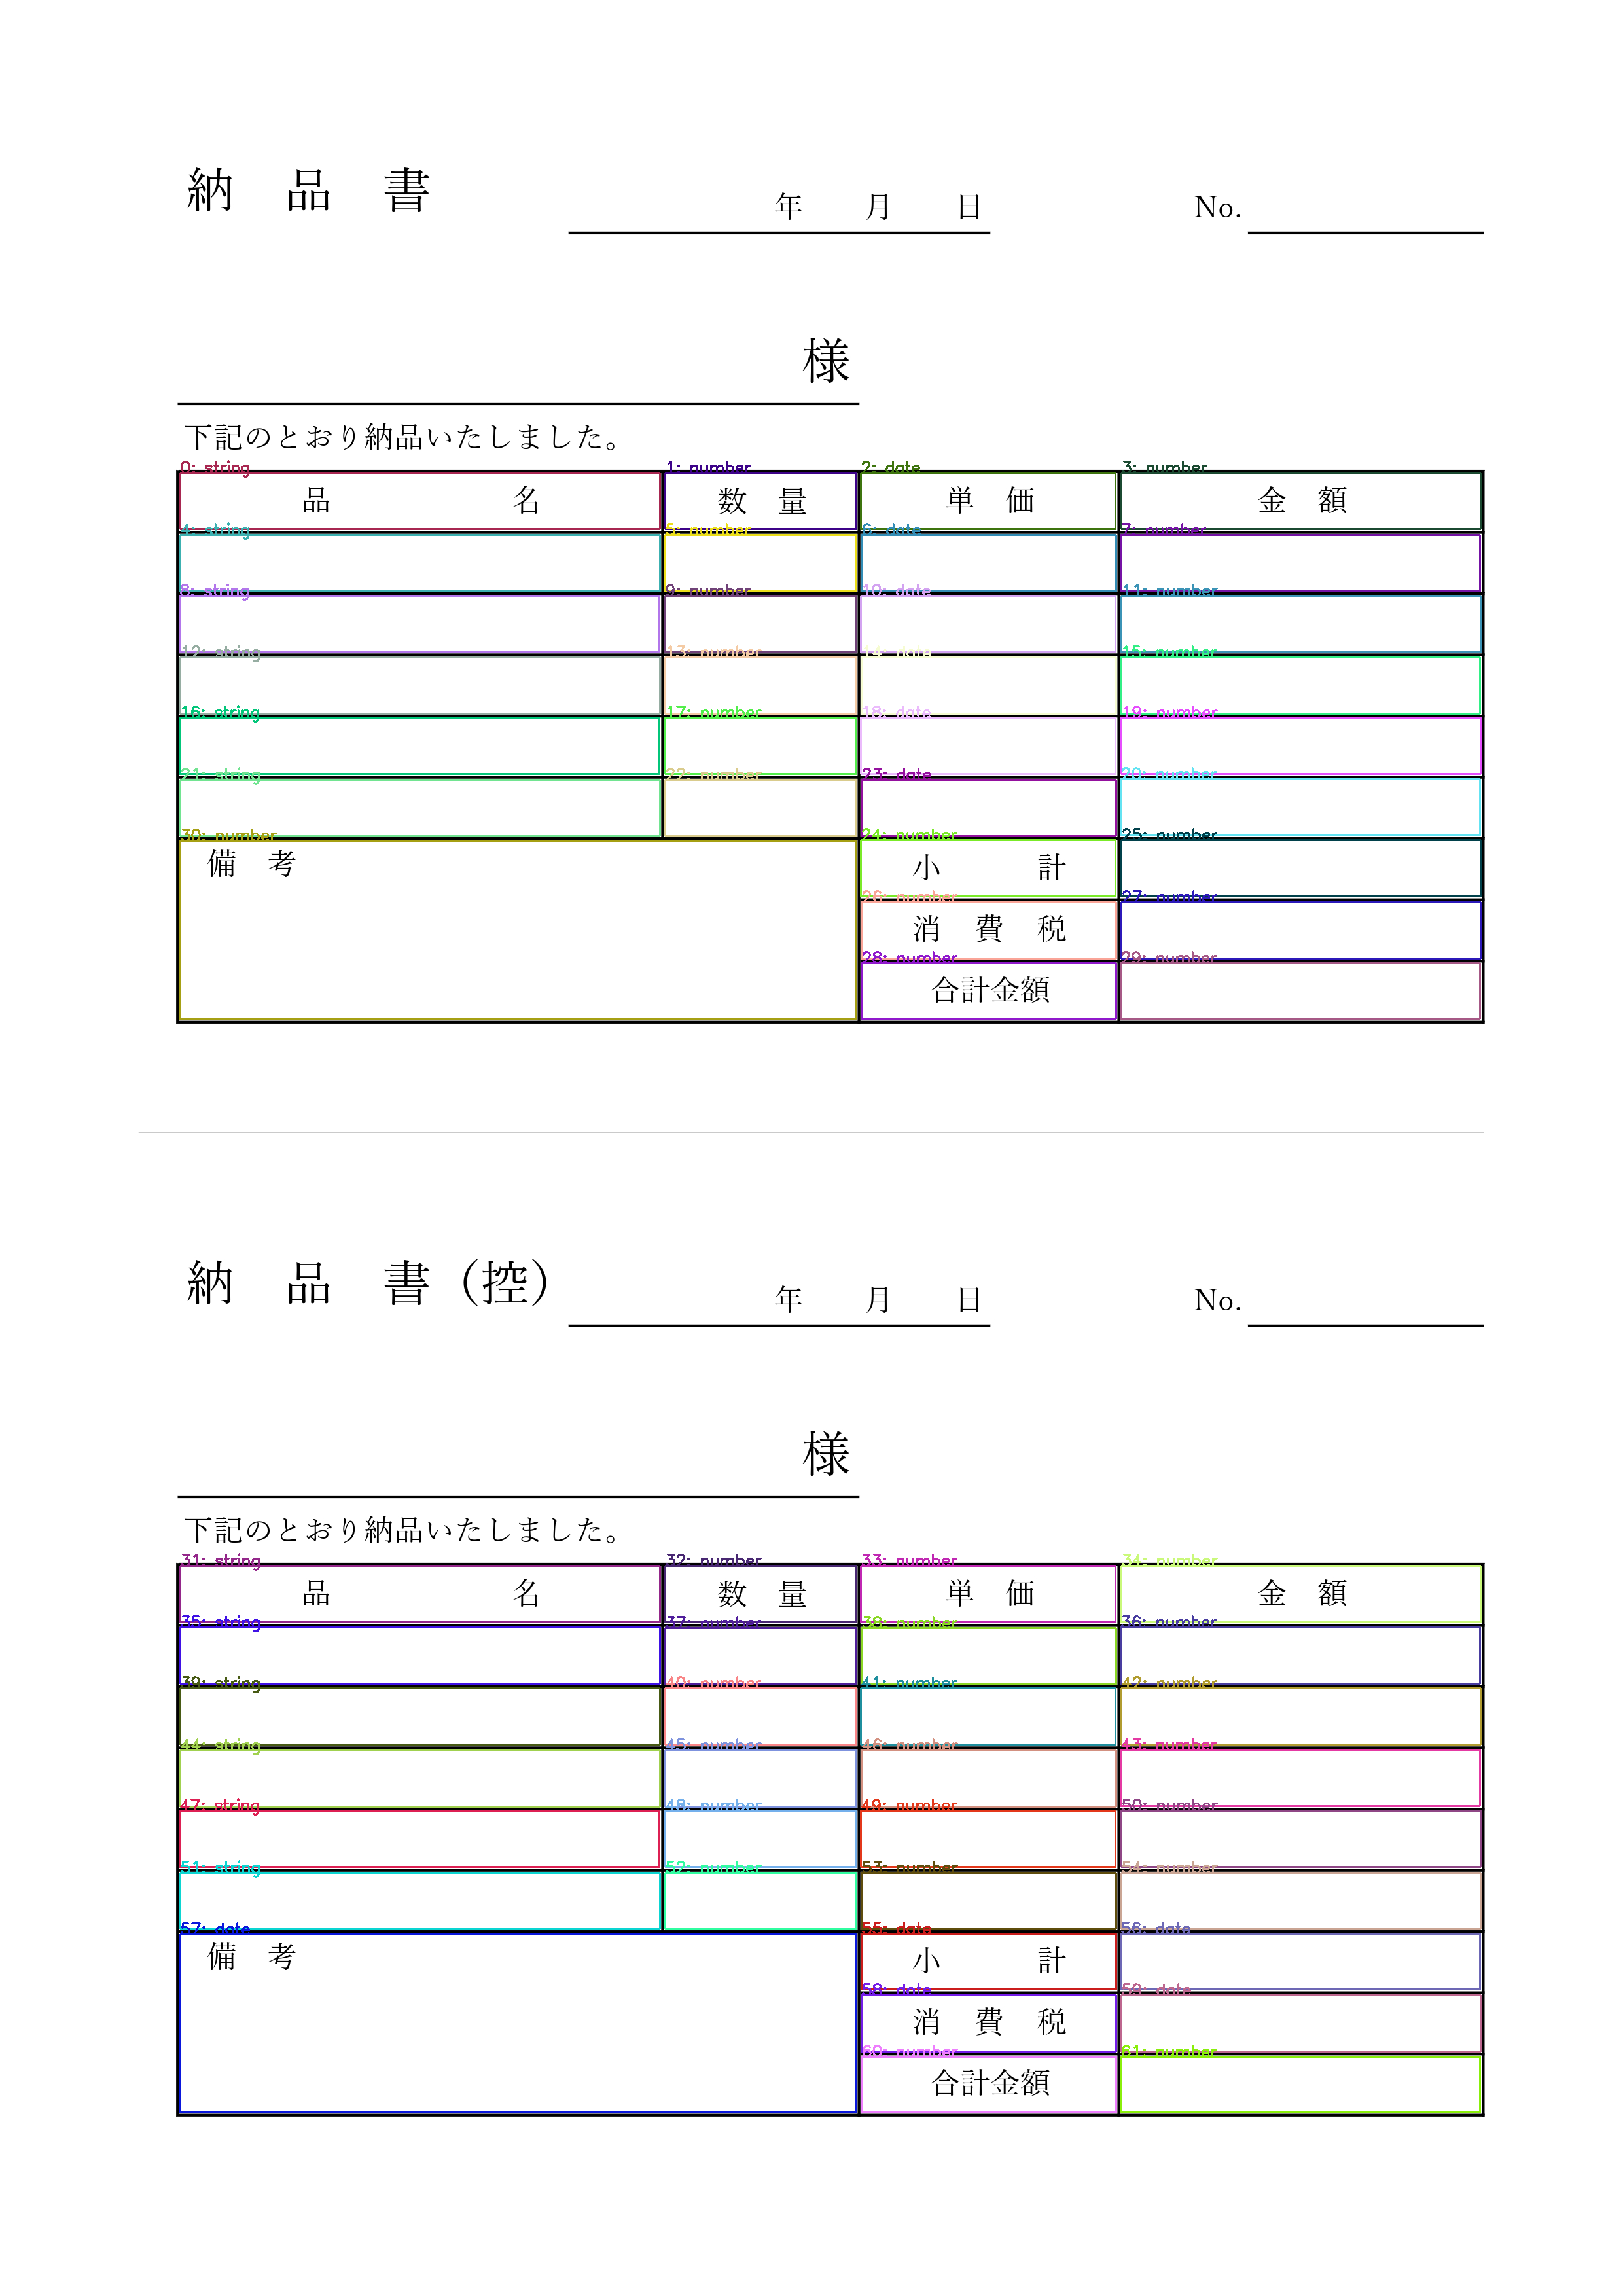 納 品 書
年 月 日
No.
様
下記のとおり納品いたしました。
0: string 1: number 2: date 3: number
品 名 数 量 単 価 金 額
4: string 5: number 6: date 7: number
8: string 9: number 10: date 11: number
12: string 13: number 14: date 15: number
16: string 17: number 18: date 19: number
21: string 22: number 23: date 20: number
30: number 24: number 25: number
備 考 小 計
26: number 27: number
消 費 税
28: number 29: number
合計金額
納 品 書 (控)
年 月 日
No.
様
下記のとおり納品いたしました。
31: string 32: number 33: number 34: number
品 名 数 量 単 価 金 額
35: string 37: number 38: number 36: number
39: string 40: number 41: number 42: number
44: string 45: number 46: number 43: number
47: string 48: number 49: number 50: number
51: string 52: number 53: number 54: number
57: date 55: date 56: date
備 考 小 計
58: date 59: date
消 費 税
60: number 61: number
合計金額